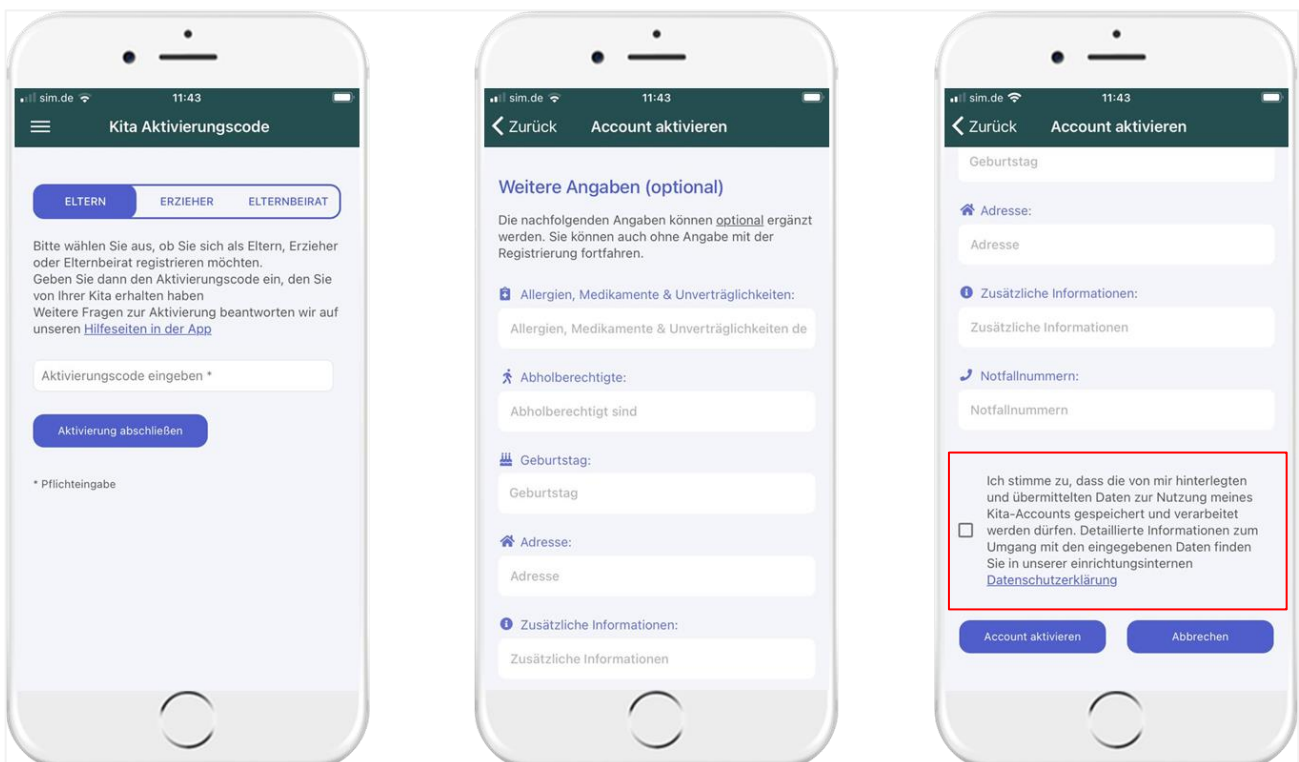 sim.de 11:43
Kita Aktivierungscode
ELTERN ERZIEHER ELTERNBEIRAT
Bitte wählen Sie aus, ob Sie sich als Eltern, Erzieher
oder Elternbeirat registrieren möchten.
Geben Sie dann den Aktivierungscode ein, den Sie
von Ihrer Kita erhalten haben
Weitere Fragen zur Aktivierung beantworten wir auf
unseren Hilfeseiten in der App
Aktivierungscode eingeben *
Aktivierung abschließen
* Pflichteingabe
sim.de 11:43
Zurück Account aktivieren
Weitere Angaben (optional)
Die nachfolgenden Angaben können optional ergänzt
werden. Sie können auch ohne Angabe mit der
Registrierung fortfahren.
Allergien, Medikamente & Unverträglichkeiten:
Allergien, Medikamente & Unverträglichkeiten de
Abholberechtigte:
Abholberechtigt sind
Geburtstag:
Geburtstag
Adresse:
Adresse
Zusätzliche Informationen:
Zusätzliche Informationen
sim.de 11:43
Zurück Account aktivieren
Geburtstag
Adresse:
Adresse
Zusätzliche Informationen:
Zusätzliche Informationen
Notfallnummern:
Notfallnummern
Ich stimme zu, dass die von mir hinterlegten
und übermittelten Daten zur Nutzung meines
Kita-Accounts gespeichert und verarbeitet
werden dürfen. Detaillierte Informationen zum
Umgang mit den eingegebenen Daten finden
Sie in unserer einrichtungsinternen
Datenschutzerklärung
Account aktivieren Abbrechen